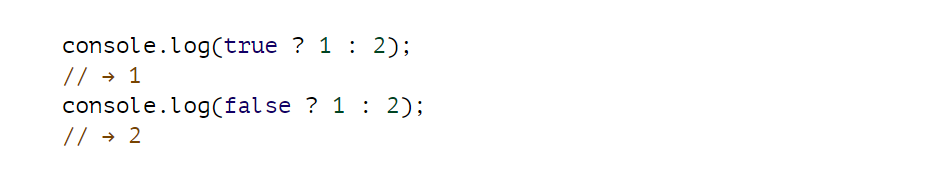 console.log(true ? 1 : 2);
// → 1
console.log(false ? 1 : 2);
// → 2